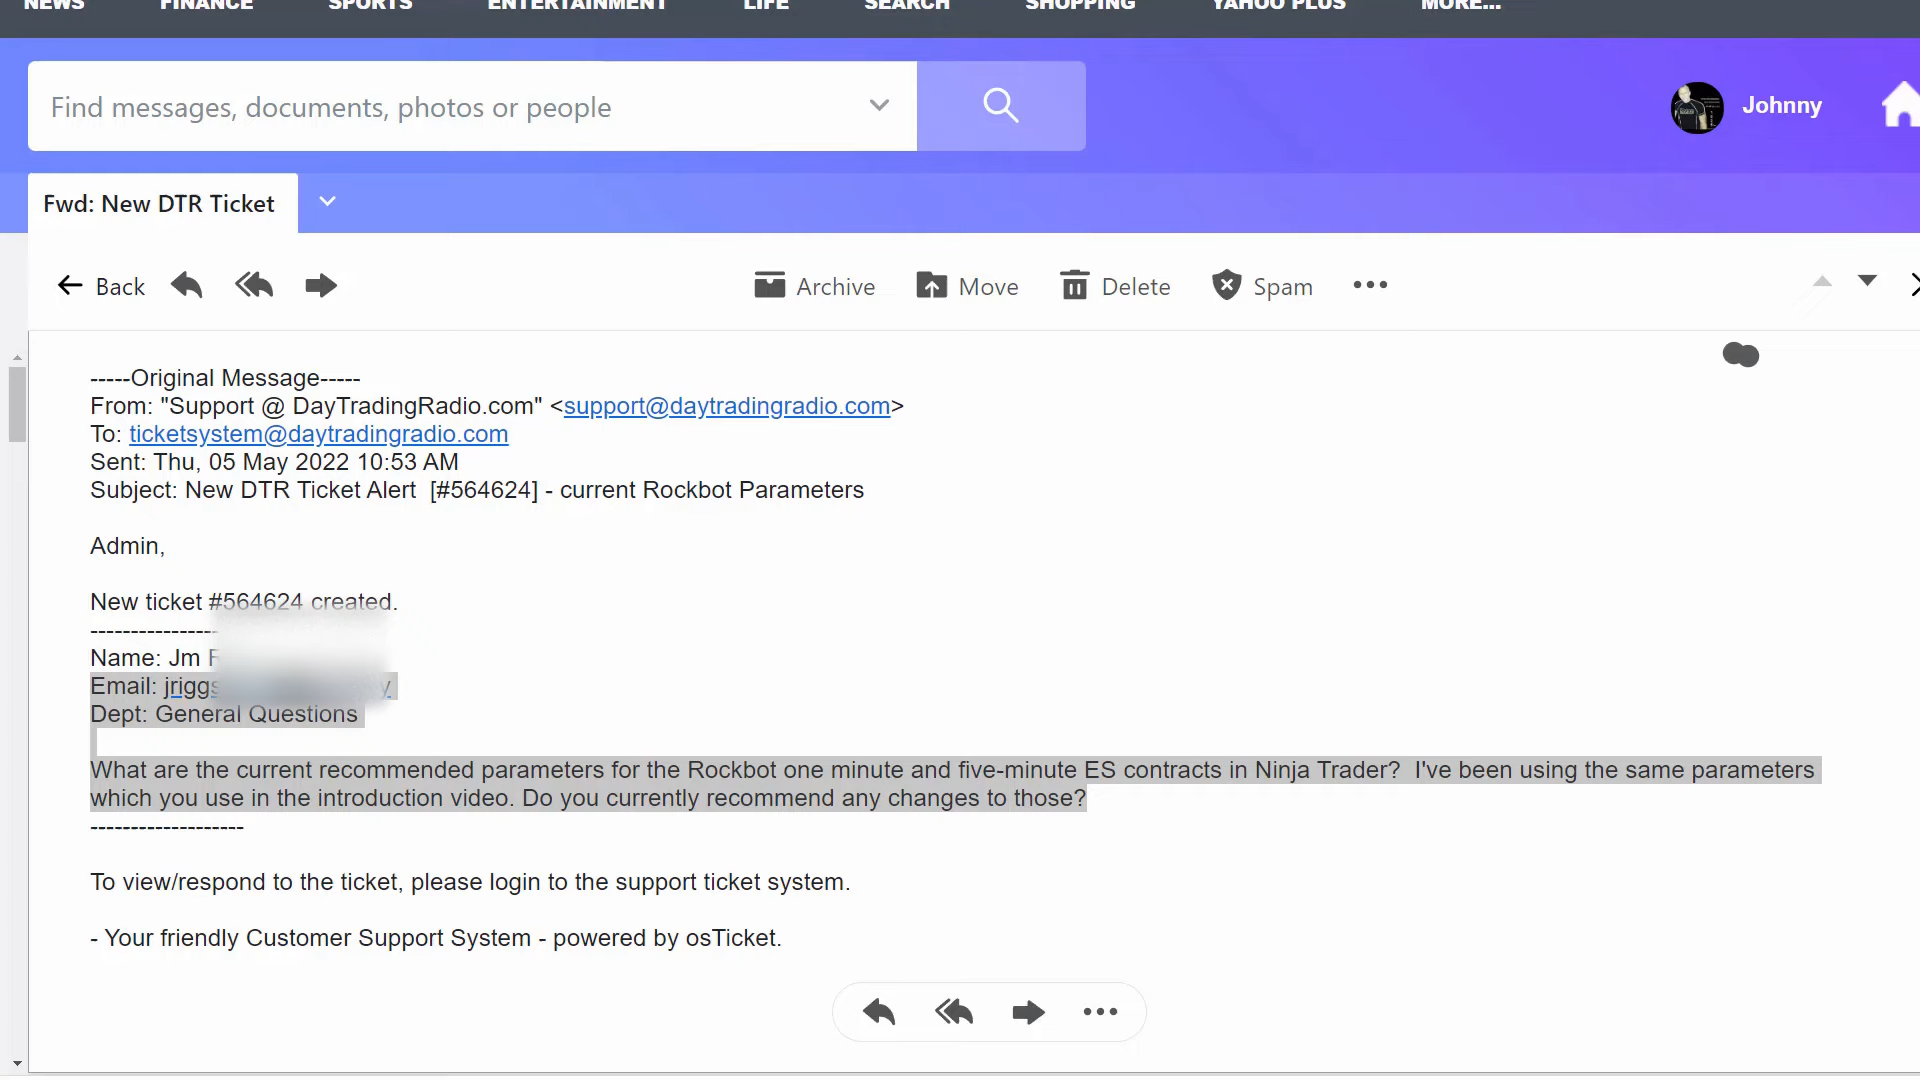 NEWS FINANCE SPORTS ENTERTAINMENT LIFE SEARCH SHOPPING YAHOO PLUS MORE...
Find messages, documents, photos or people
Johnny
Fwd: New DTR Ticket
Back Archive Move Delete Spam
-----Original Message-----
From: "Support @ DayTradingRadio.com" <support@daytradingradio.com>
To: ticketsystem@daytradingradio.com
Sent: Thu, 05 May 2022 10:53 AM
Subject: New DTR Ticket Alert [#564624] - current Rockbot Parameters
Admin,
New ticket #564624 created.
Name: Jm
Email:
Dept: General Questions
What are the current recommended parameters for the Rockbot one minute and five-minute ES contracts in Ninja Trader? I've been using the same parameters
which you use in the introduction video. Do you currently recommend any changes to those?
-------------------
To view/respond to the ticket, please login to the support ticket system.
- Your friendly Customer Support System - powered by osTicket.